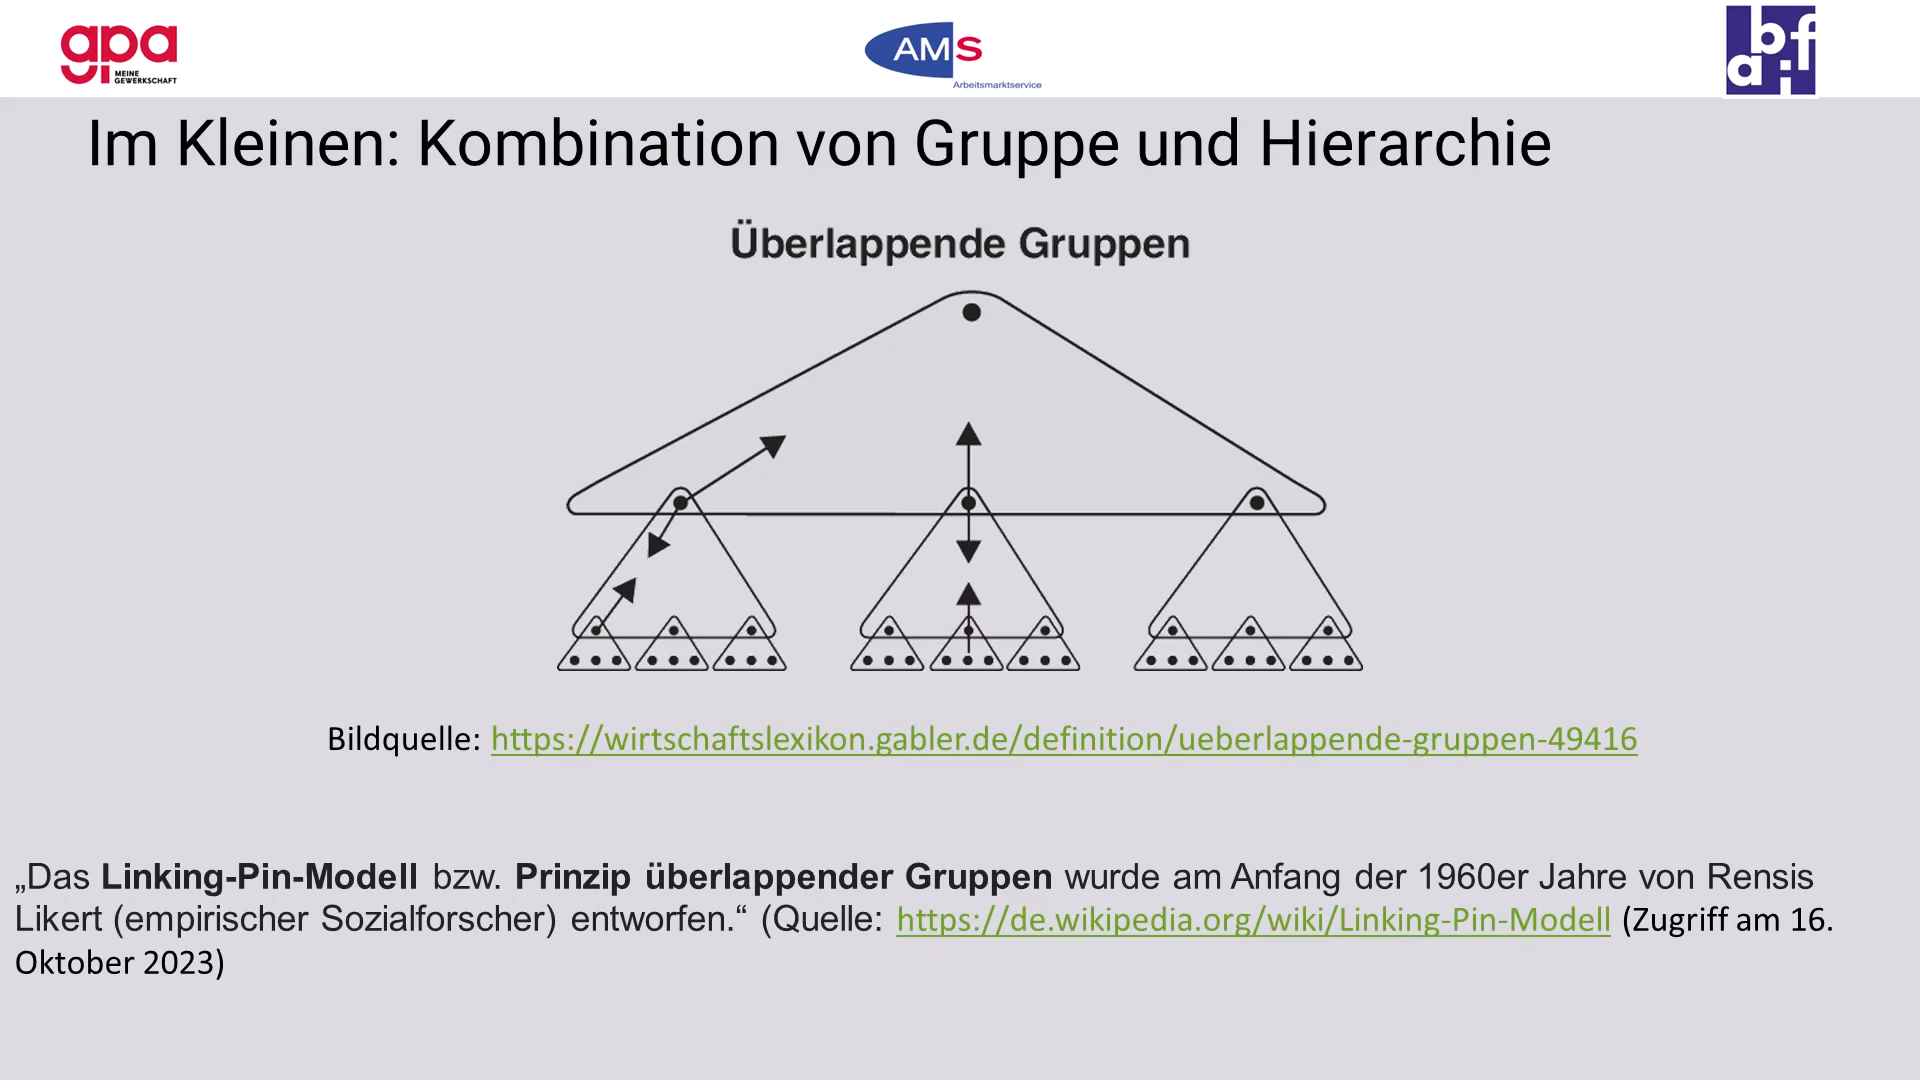 gpa
MEINE
GEWERKSCHAFT
AMS
Arbeitsmarktservice
abif
Im Kleinen: Kombination von Gruppe und Hierarchie
Überlappende Gruppen
Bildquelle: https://wirtschaftslexikon.gabler.de/definition/ueberlappende-gruppen-49416
„Das Linking-Pin-Modell bzw. Prinzip überlappender Gruppen wurde am Anfang der 1960er Jahre von Rensis
Likert (empirischer Sozialforscher) entworfen.“ (Quelle: https://de.wikipedia.org/wiki/Linking-Pin-Modell (Zugriff am 16.
Oktober 2023)